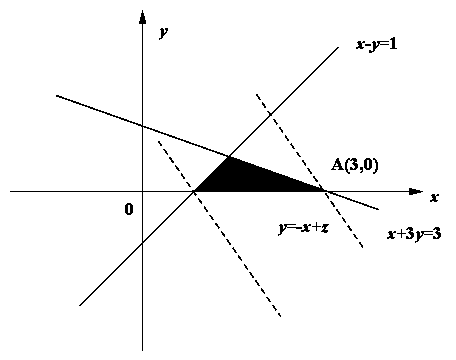 y
x-y=1
A(3,0)
x
0
y=-x+z
x+3y=3